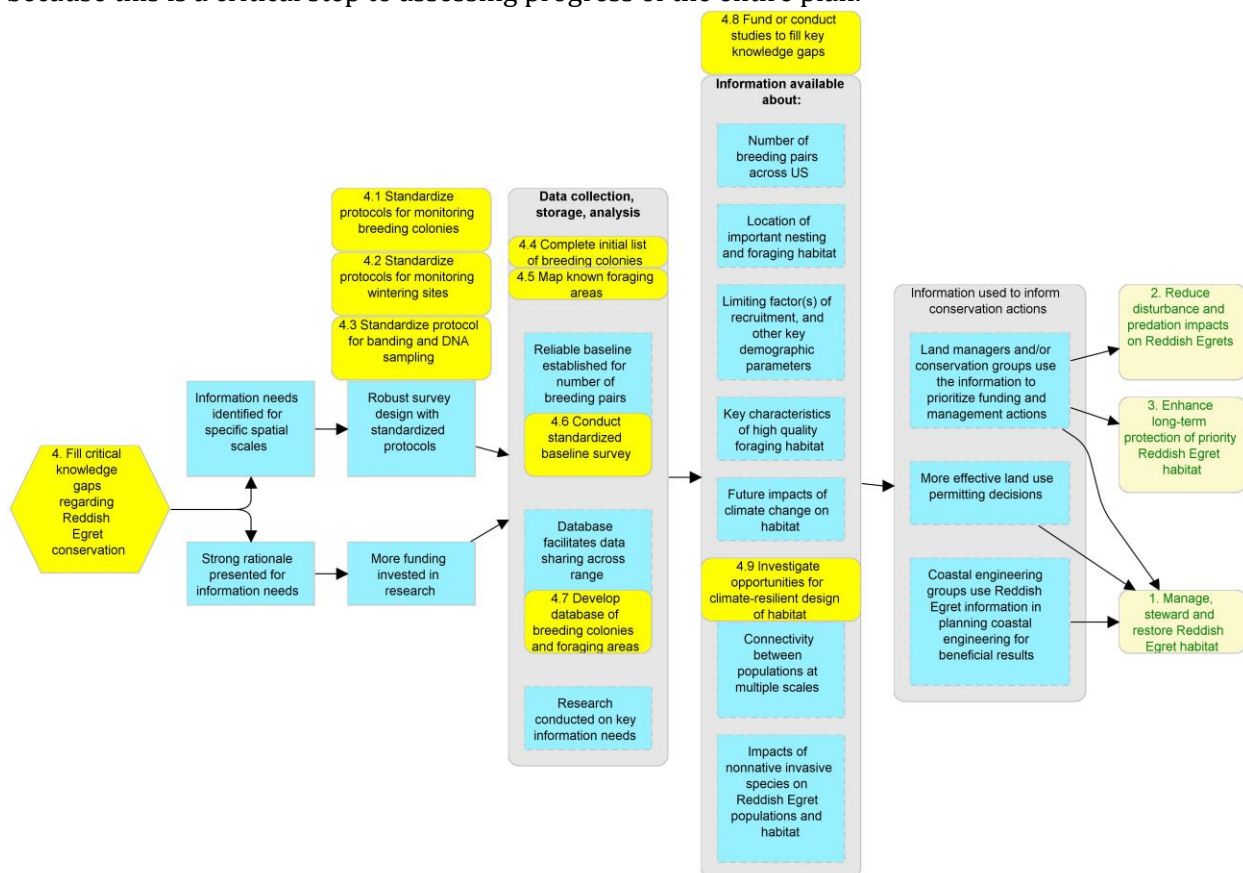 because this is a critical step to assessing progress of the entire plan.
4. Fill critical
knowledge
gaps
regarding
Reddish
Egret
conservation
Information needs
identified for
specific spatial
scales
Strong rationale
presented for
information needs
4.1 Standardize
protocols for monitoring
breeding colonies
4.2 Standardize
protocols for monitoring
wintering sites
4.3 Standardize protocol
for banding and DNA
sampling
Robust survey
design with
standardized
protocols
More funding
invested in
research
Data collection,
storage, analysis
4.4 Complete initial list
of breeding colonies
4.5 Map known foraging
areas
Reliable baseline
established for
number of
breeding pairs
4.6 Conduct
standardized
baseline survey
Database
facilitates data
sharing across
range
4.7 Develop
database of
breeding colonies
and foraging areas
Research
conducted on key
information needs
4.8 Fund or conduct
studies to fill key
knowledge gaps
Information available
about:
Number of
breeding pairs
across US
Location of
important nesting
and foraging habitat
Limiting factor(s) of
recruitment, and
other key
demographic
parameters
Key characteristics
of high quality
foraging habitat
Future impacts of
climate change on
habitat
4.9 Investigate
opportunities for
climate-resilient design
of habitat
Connectivity
between
populations at
multiple scales
Impacts of
nonnative invasive
species on
Reddish Egret
populations and
habitat
Information used to inform
conservation actions
Land managers and/or
conservation groups use
the information to
prioritize funding and
management actions
More effective land use
permitting decisions
Coastal engineering
groups use Reddish
Egret information in
planning coastal
engineering for
beneficial results
2. Reduce
disturbance and
predation impacts
on Reddish Egrets
3. Enhance
long-term
protection of priority
Reddish Egret
habitat
1. Manage,
steward and
restore Reddish
Egret habitat